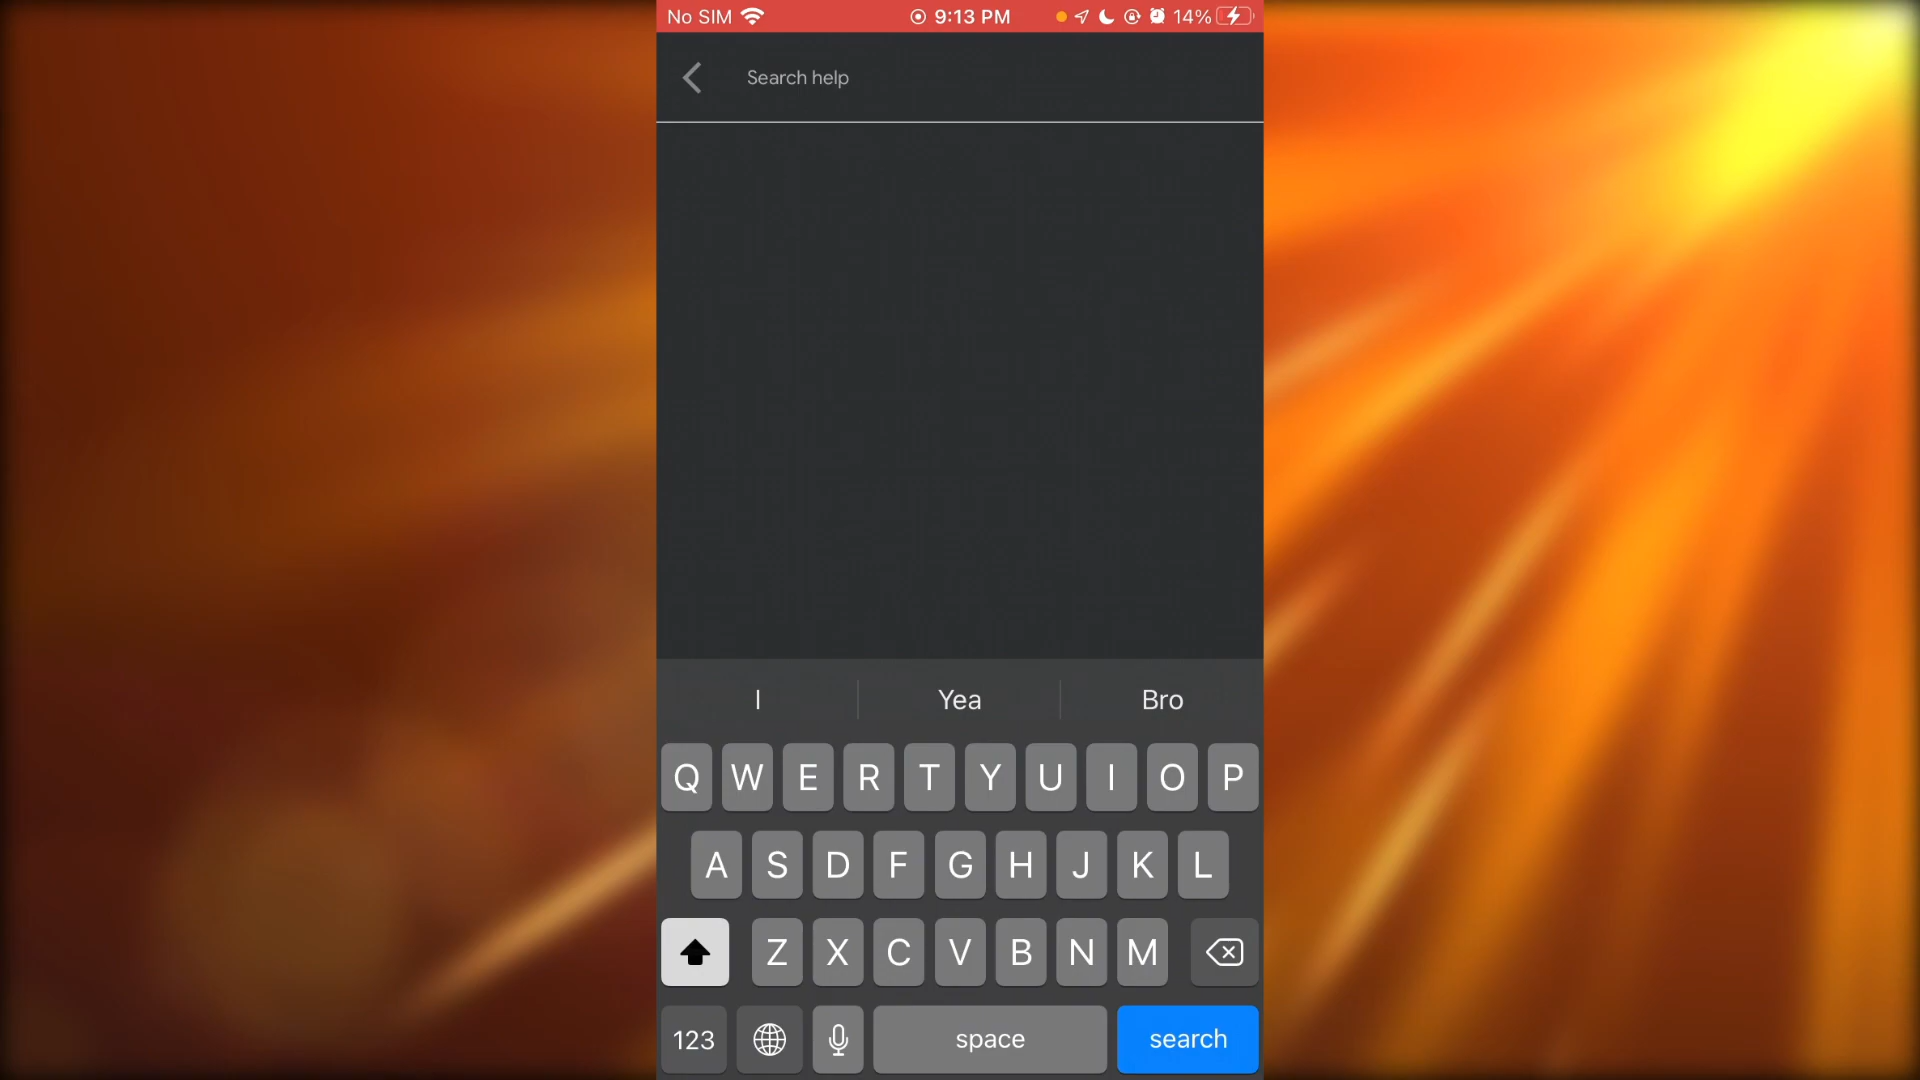 No SIM 9:13 PM 14%
Search help
I Yea Bro
Q W E R T Y U I O P
A S D F G H J K L
Z X C V B N M
123 space search